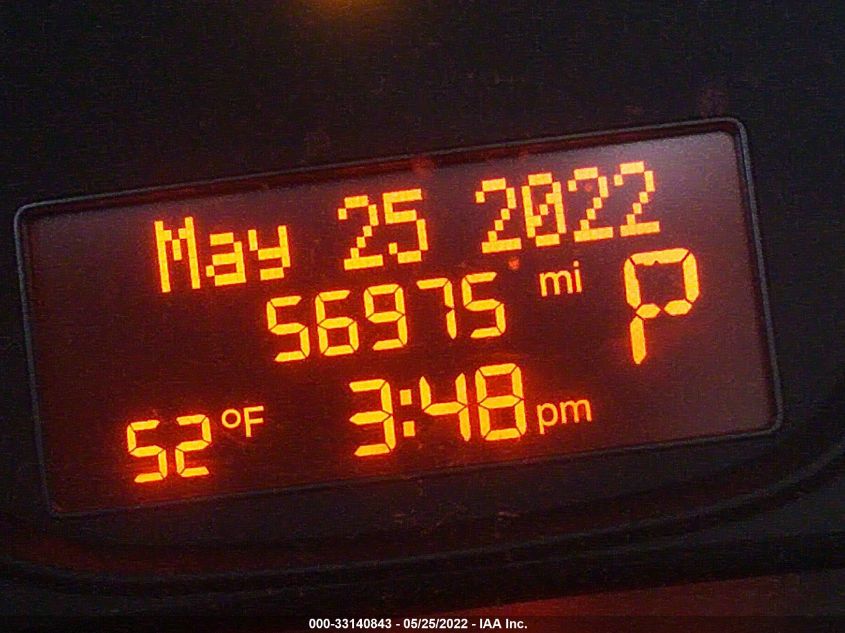 May 25 2022
56975 mi P
52 °F 3:48 pm
000-33140843 - 05/25/2022 - IAA Inc.